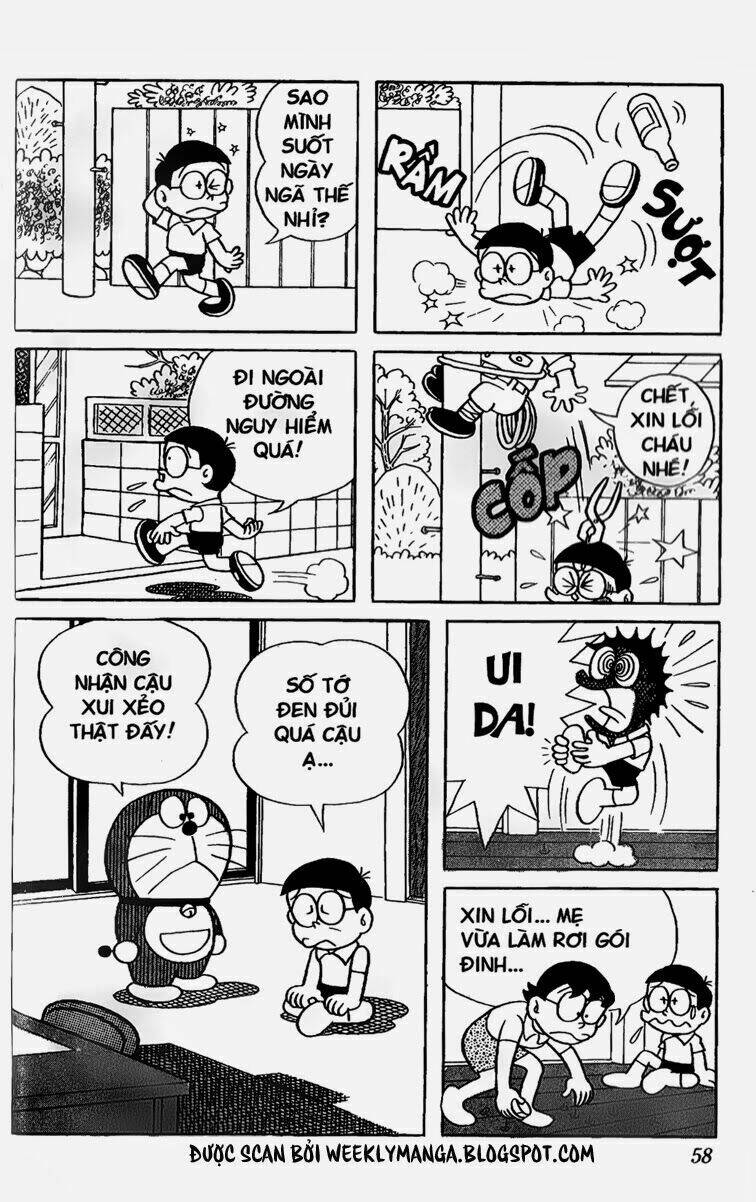 SAO
MÌNH
SUỐT
NGÀY
NGÃ THẾ
NHỈ?
RẦM
SƯỢT
ĐI NGOÀI
ĐƯỜNG
NGUY HIỂM
QUÁ!
CHẾT,
XIN LỖI
CHÁU
NHÉ!
CỐP
CÔNG
NHẬN CẬU
XUI XẺO
THẬT ĐẤY!
SỐ TỚ
ĐEN ĐỦI
QUÁ CẬU
Ạ...
UI
DA!
XIN LỖI... MẸ
VỪA LÀM RƠI GÓI
ĐINH...
ĐƯỢC SCAN BỞI WEEKLYMANGA.BLOGSPOT.COM
58